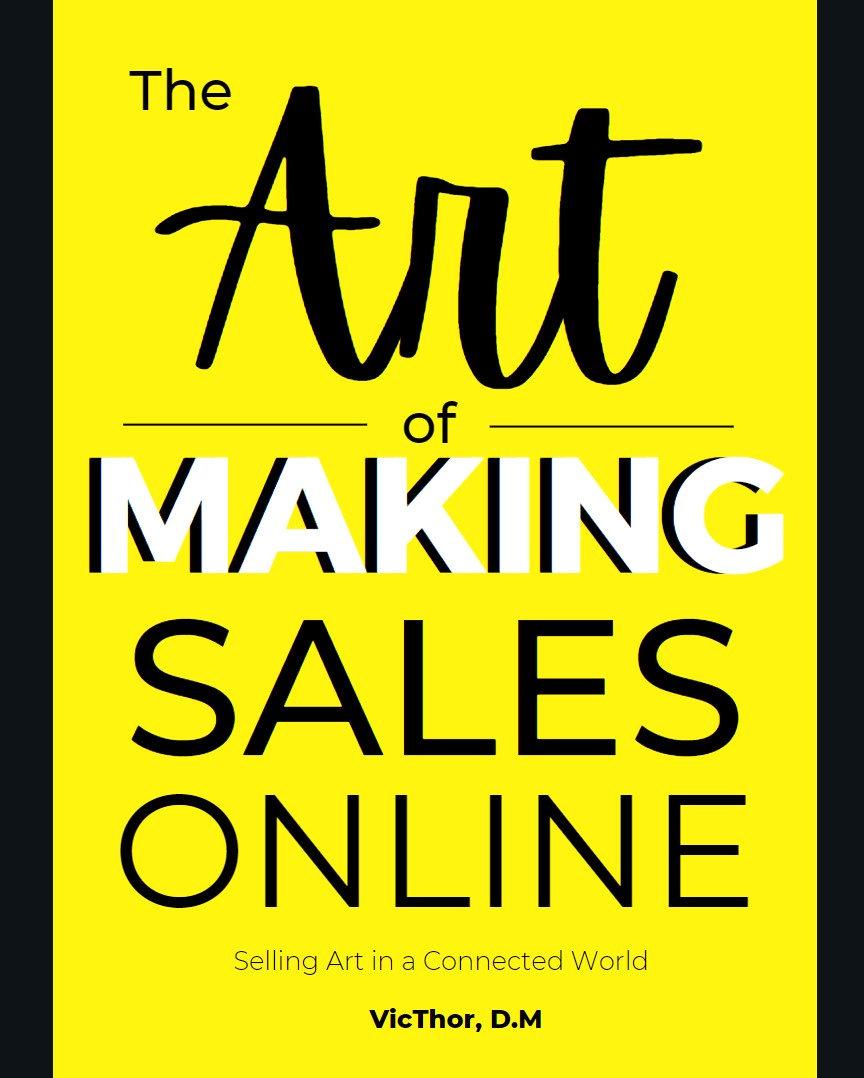 The
Art
of
MAKING
SALES
ONLINE
Selling Art in a Connected World
VicThor, D.M